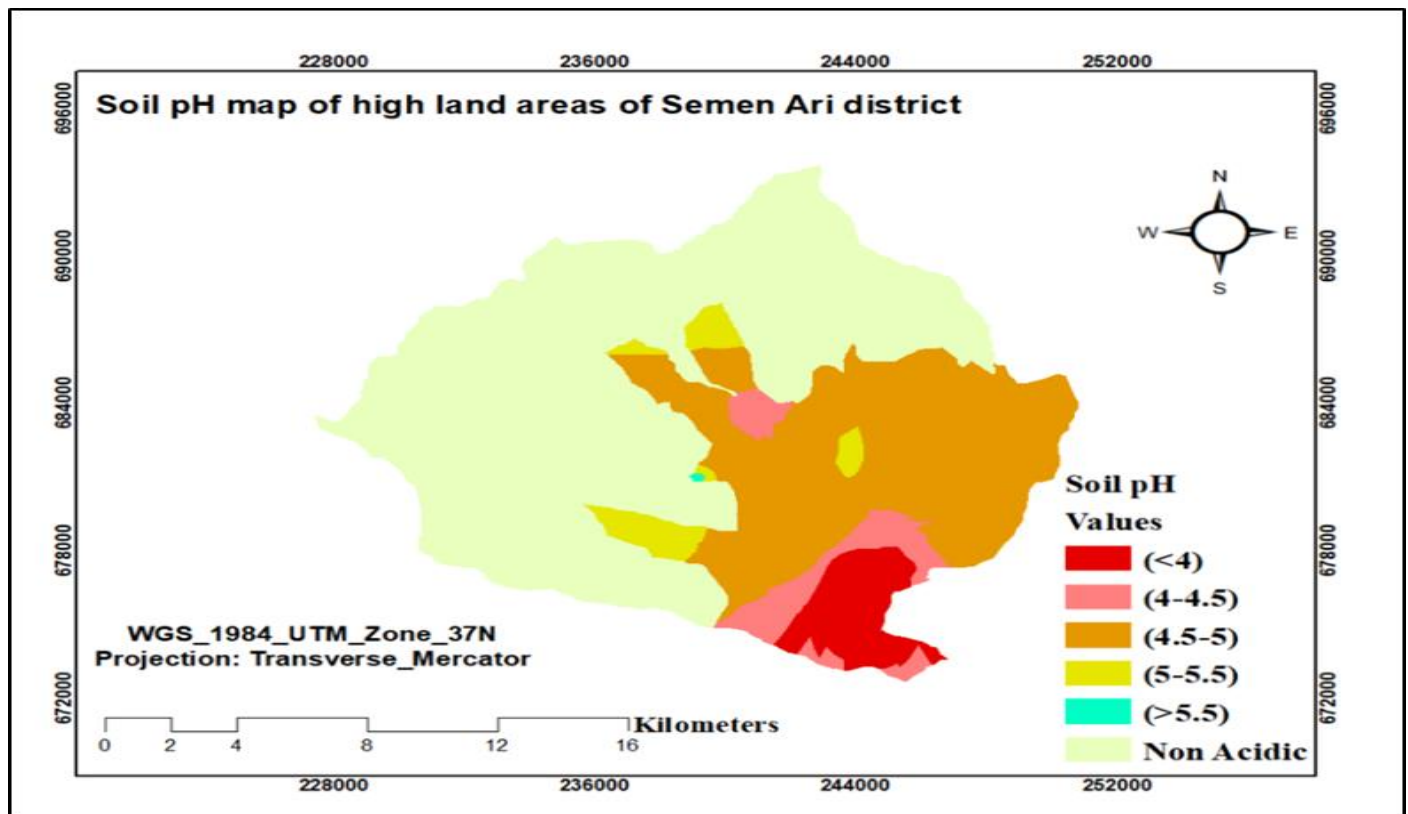 228000 236000 244000 252000
Soil pH map of high land areas of Semen Ari district
696000 696000
N
W E
S
690000 690000
684000 684000
Soil pH
Values
678000 678000
(<4)
(4-4.5)
(4.5-5)
(5-5.5)
(>5.5)
Non Acidic
WGS_1984_UTM_Zone_37N
Projection: Transverse_Mercator
672000 672000
Kilometers
0 2 4 8 12 16
228000 236000 244000 252000